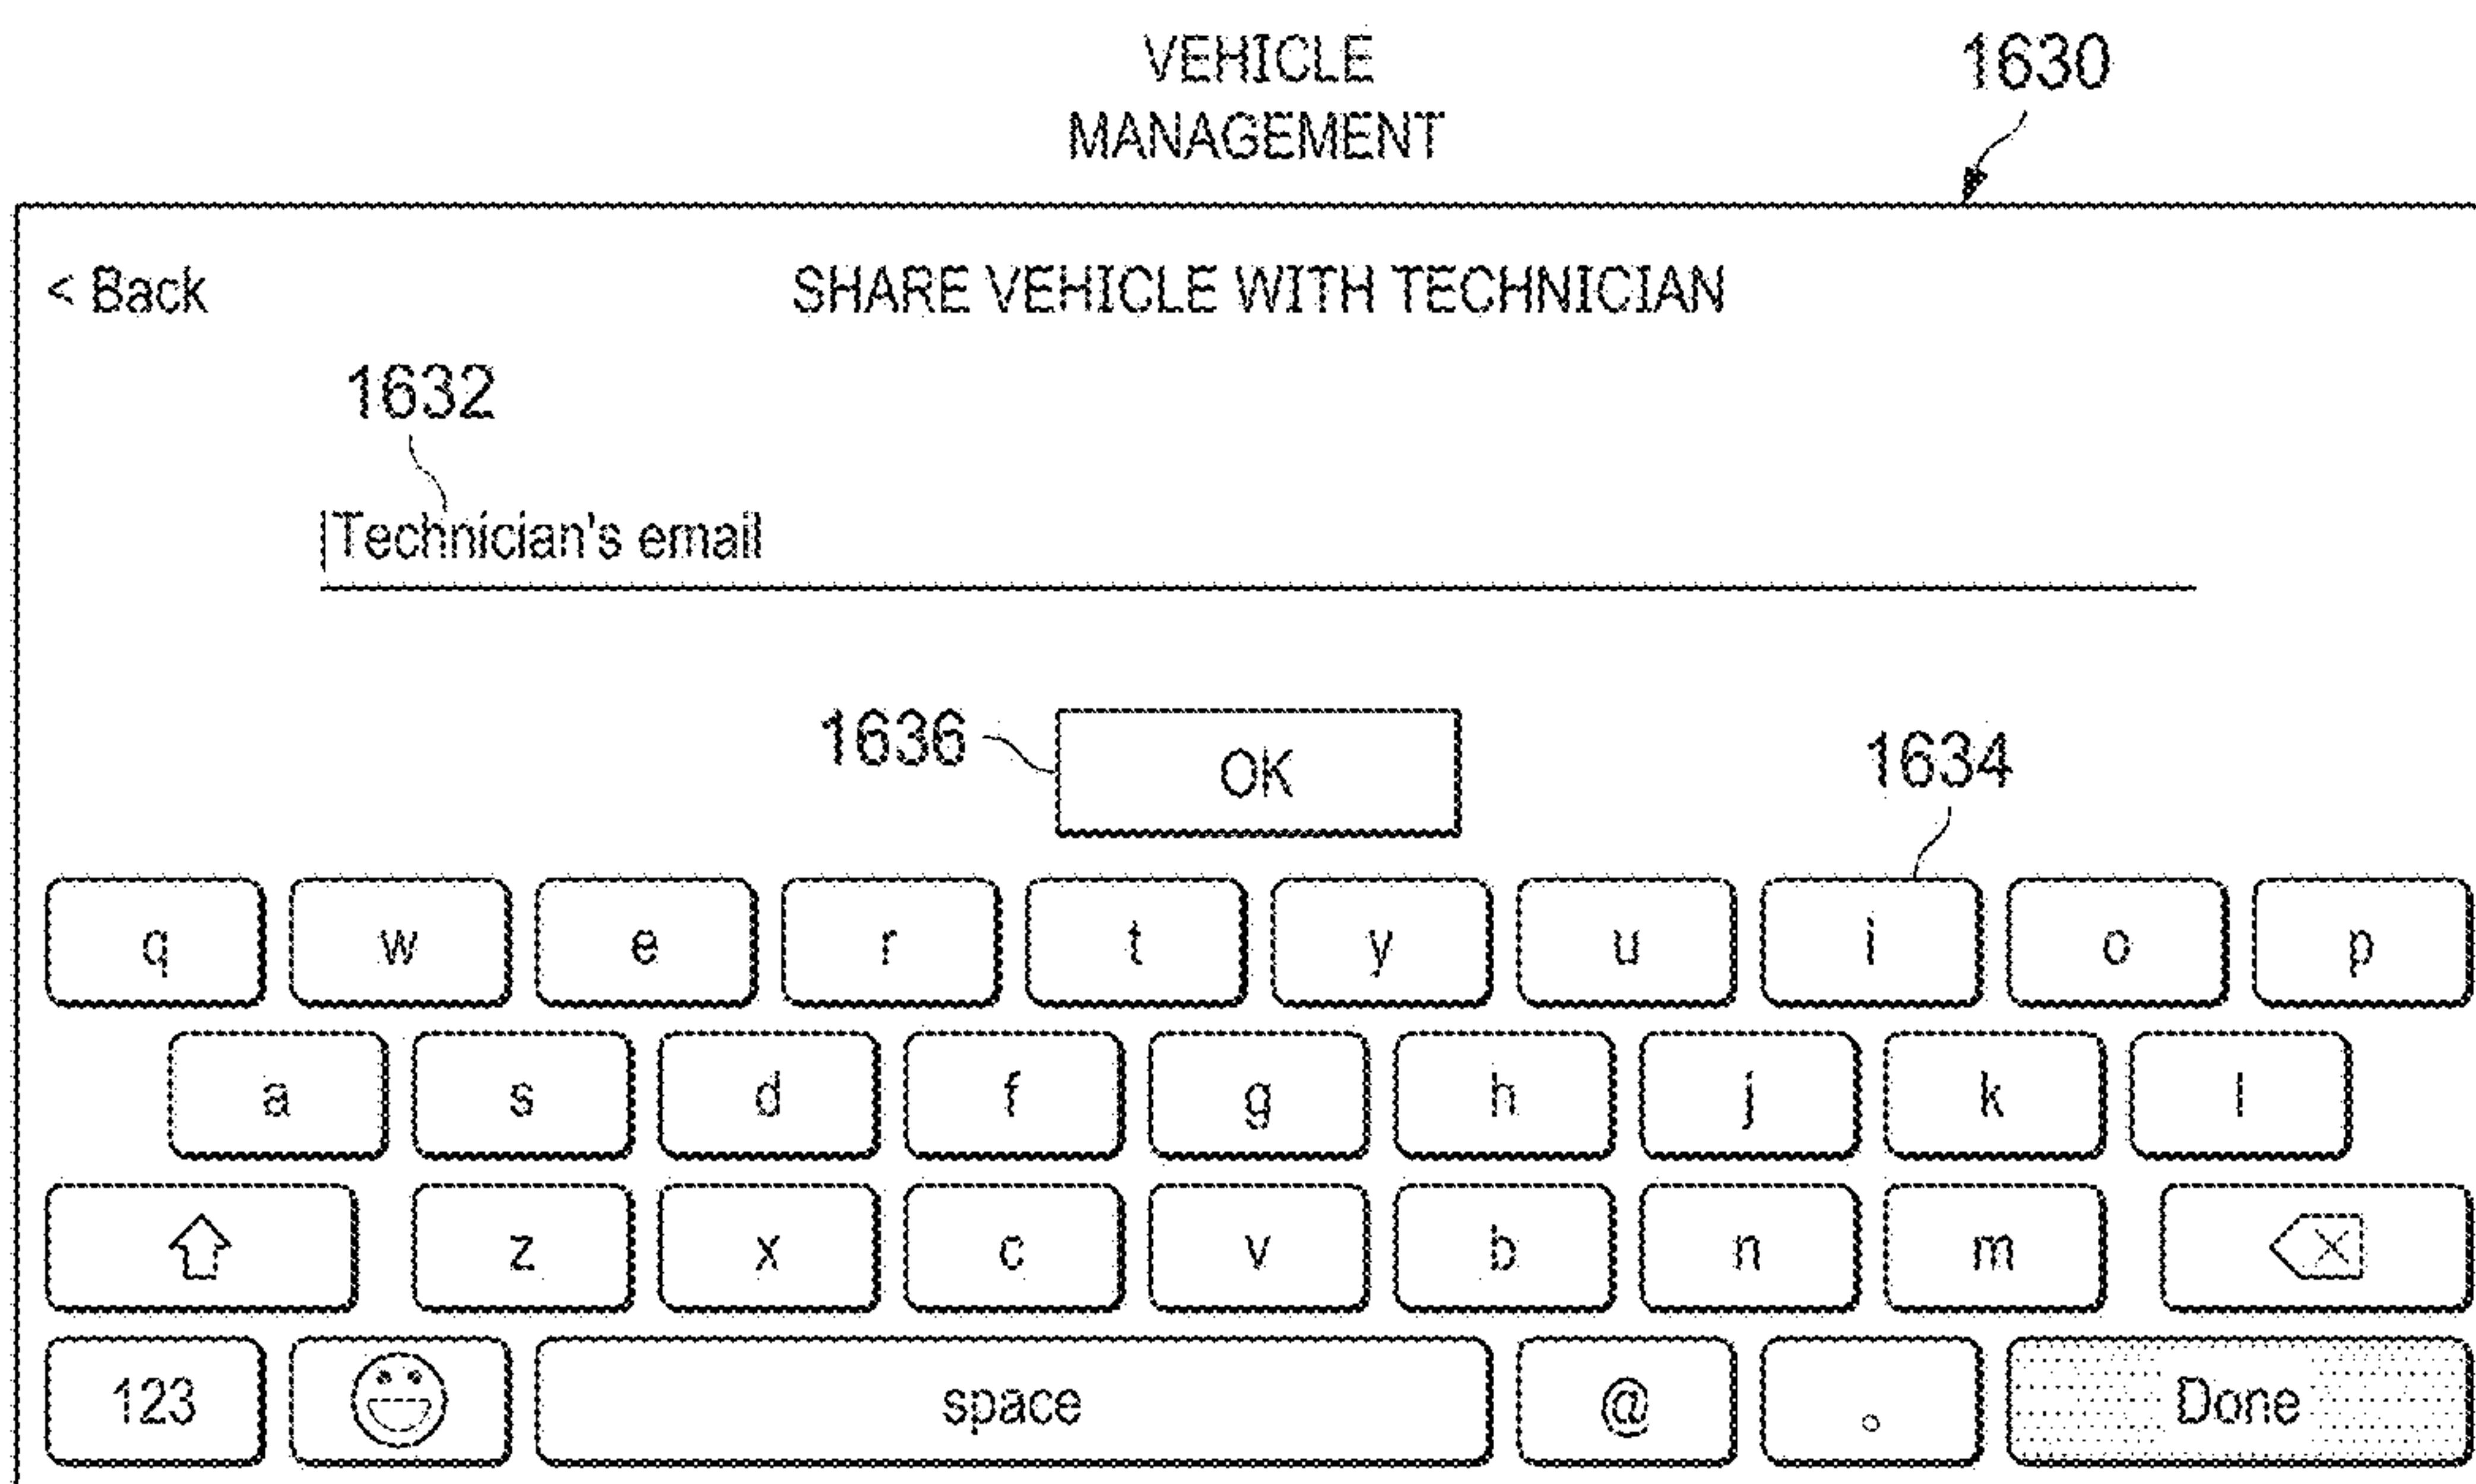 VEHICLE
MANAGEMENT
1630
< Back
SHARE VEHICLE WITH TECHNICIAN
1632
Technician's email
1636
OK
1634
q w e r t y u i o p
a s d f g h j k l
z x c v b n m
123 space @ . Done